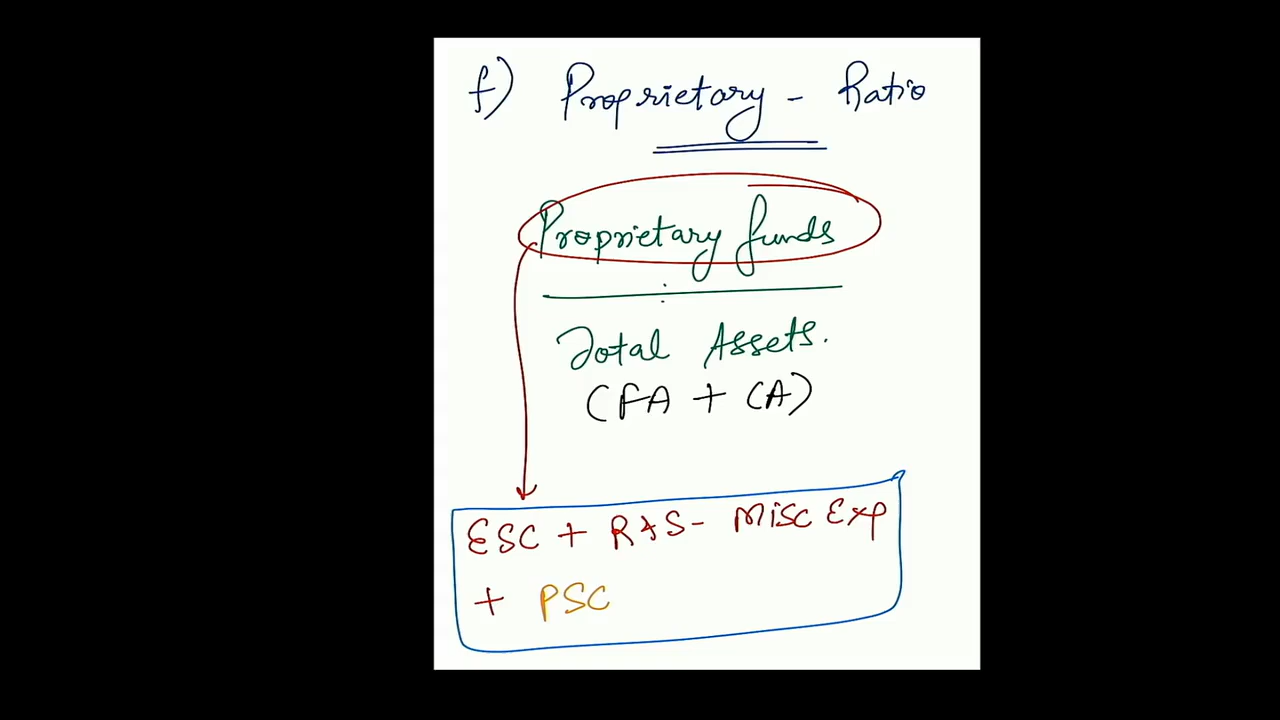 f) Proprietary - Ratio
Proprietary funds
Total Assets.
(FA + CA)
ESC + R&S - MISC Exp
+ PSC